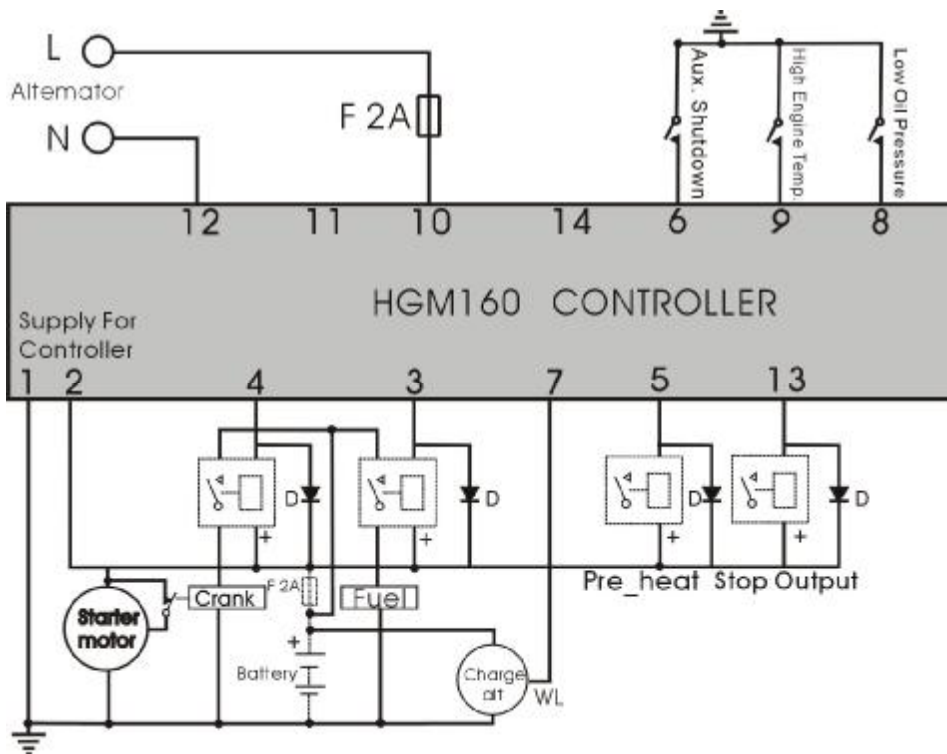 L
Altemator
N
F 2A
Aux. Shutdown
High Engine Temp.
Low Oil Pressure
12 11 10 14 6 9 8
HGM160 CONTROLLER
Supply For
Controller
1 2 4 3 7 5 13
D
D
D
D
+
+
+
+
Pre_heat Stop Output
F 2A
Crank
Fuel
Starter
motor
+
Battery
Charge
alt
WL